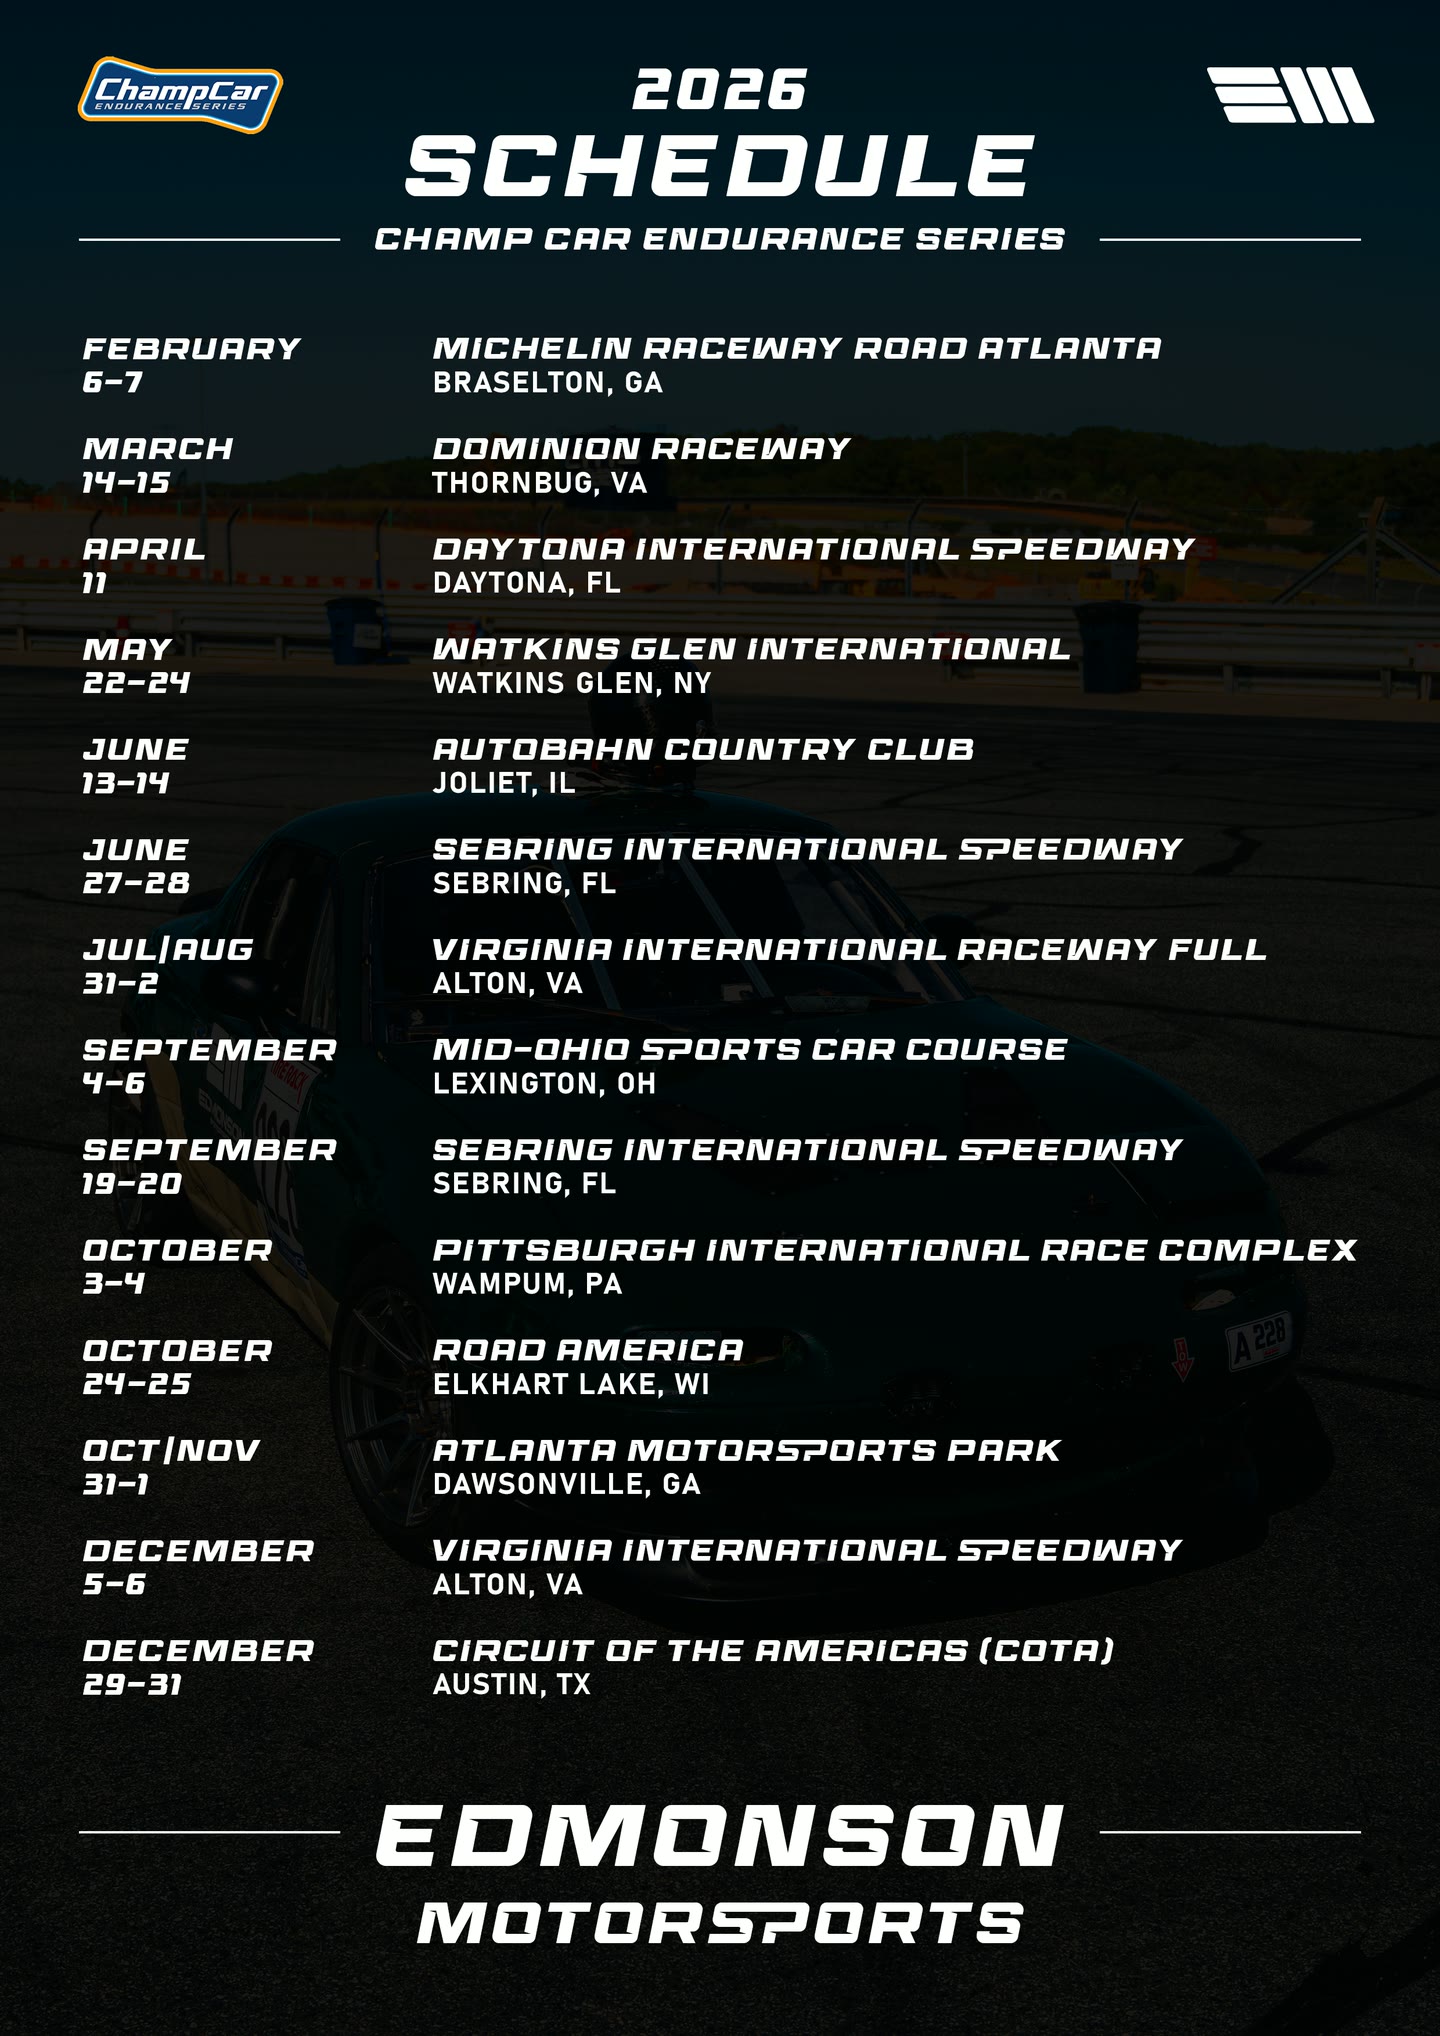 ChampCar
ENDURANCE SERIES
EM
2026
SCHEDULE
CHAMP CAR ENDURANCE SERIES
FEBRUARY
6-7
MICHELIN RACEWAY ROAD ATLANTA
BRASELTON, GA
MARCH
14-15
DOMINION RACEWAY
THORNBUG, VA
APRIL
11
DAYTONA INTERNATIONAL SPEEDWAY
DAYTONA, FL
MAY
22-24
WATKINS GLEN INTERNATIONAL
WATKINS GLEN, NY
JUNE
13-14
AUTOBAHN COUNTRY CLUB
JOLIET, IL
JUNE
27-28
SEBRING INTERNATIONAL SPEEDWAY
SEBRING, FL
JUL|AUG
31-2
VIRGINIA INTERNATIONAL RACEWAY FULL
ALTON, VA
SEPTEMBER
4-6
MID-OHIO SPORTS CAR COURSE
LEXINGTON, OH
SEPTEMBER
19-20
SEBRING INTERNATIONAL SPEEDWAY
SEBRING, FL
OCTOBER
3-4
PITTSBURGH INTERNATIONAL RACE COMPLEX
WAMPUM, PA
OCTOBER
24-25
ROAD AMERICA
ELKHART LAKE, WI
OCT|NOV
31-1
ATLANTA MOTORSPORTS PARK
DAWSONVILLE, GA
DECEMBER
5-6
VIRGINIA INTERNATIONAL SPEEDWAY
ALTON, VA
DECEMBER
29-31
CIRCUIT OF THE AMERICAS (COTA)
AUSTIN, TX
A 228
TOW
EDMONSON
MOTORSPORTS